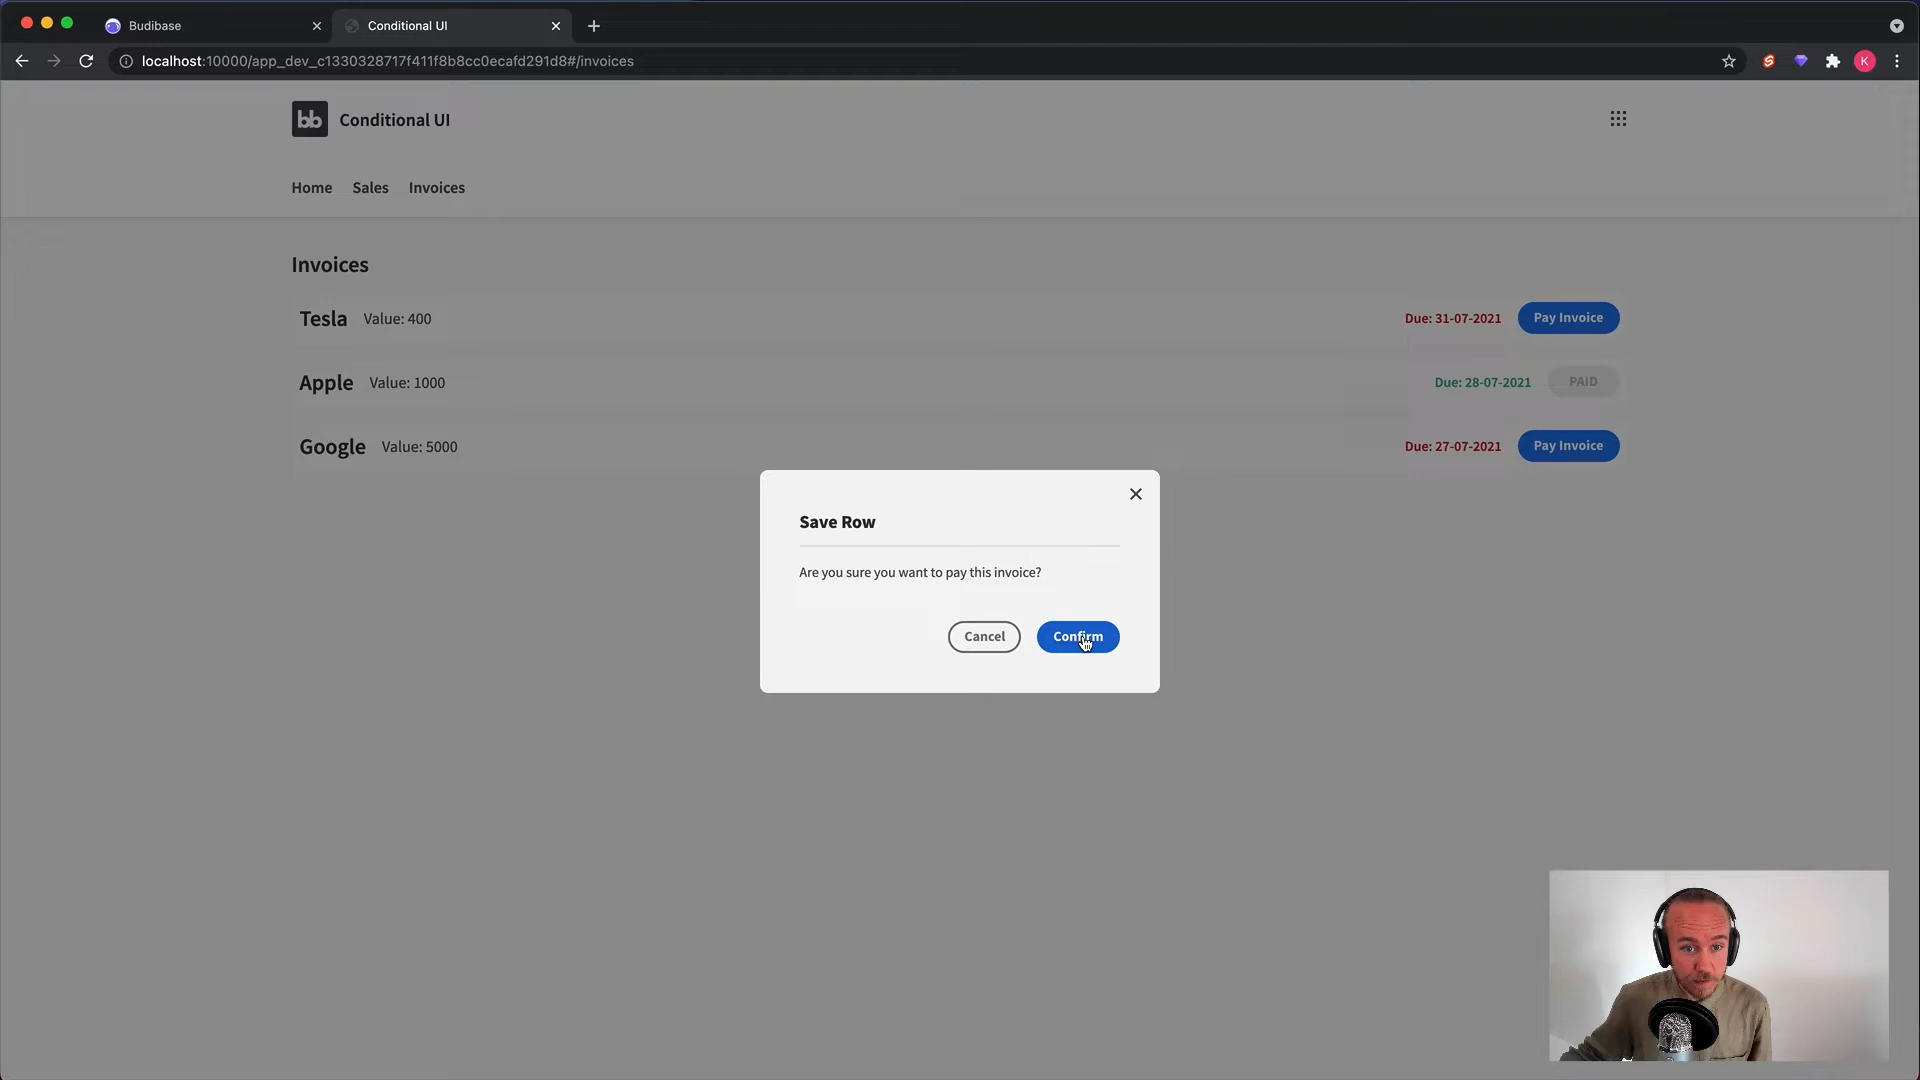 Budibase
Conditional UI
localhost:10000/app_dev_c1330328717f411f8b8cc0ecafd291d8#/invoices
K
bb Conditional UI
Home Sales Invoices
Invoices
Tesla Value: 400 Due: 31-07-2021 Pay Invoice
Apple Value: 1000 Due: 28-07-2021 PAID
Google Value: 5000 Due: 27-07-2021 Pay Invoice
Save Row
Are you sure you want to pay this invoice?
Cancel Confirm